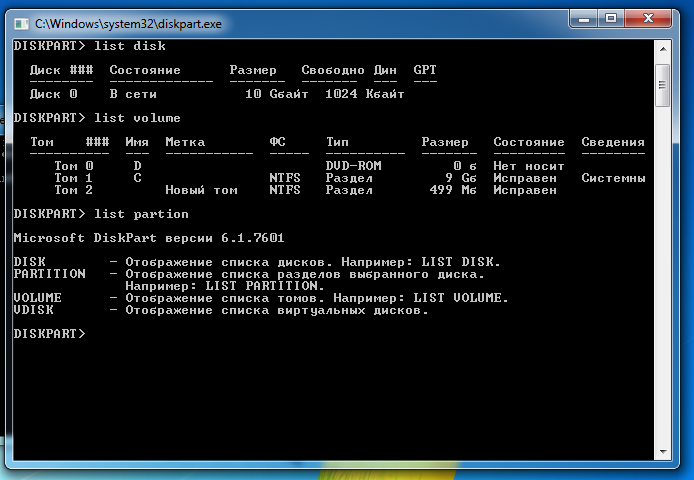 C:\Windows\system32\diskpart.exe
DISKPART> list disk
Диск ### Состояние Размер Свободно Дин GPT
-------- ------------- ------- ------- --- ---
Диск 0 В сети 10 Gбайт 1024 Kбайт
DISKPART> list volume
Том ### Имя Метка ФС Тип Размер Состояние Сведения
---------- --- ----------- ----- ---------- ------- --------- --------
Том 0 D DVD-ROM 0 б Нет носит
Том 1 C NTFS Раздел 9 Gб Исправен Системны
Том 2 Новый том NTFS Раздел 499 Mб Исправен
DISKPART> list partion
Microsoft DiskPart версии 6.1.7601
DISK - Отображение списка дисков. Например: LIST DISK.
PARTITION - Отображение списка разделов выбранного диска.
Например: LIST PARTITION.
VOLUME - Отображение списка томов. Например: LIST VOLUME.
VDISK - Отображение списка виртуальных дисков.
DISKPART>